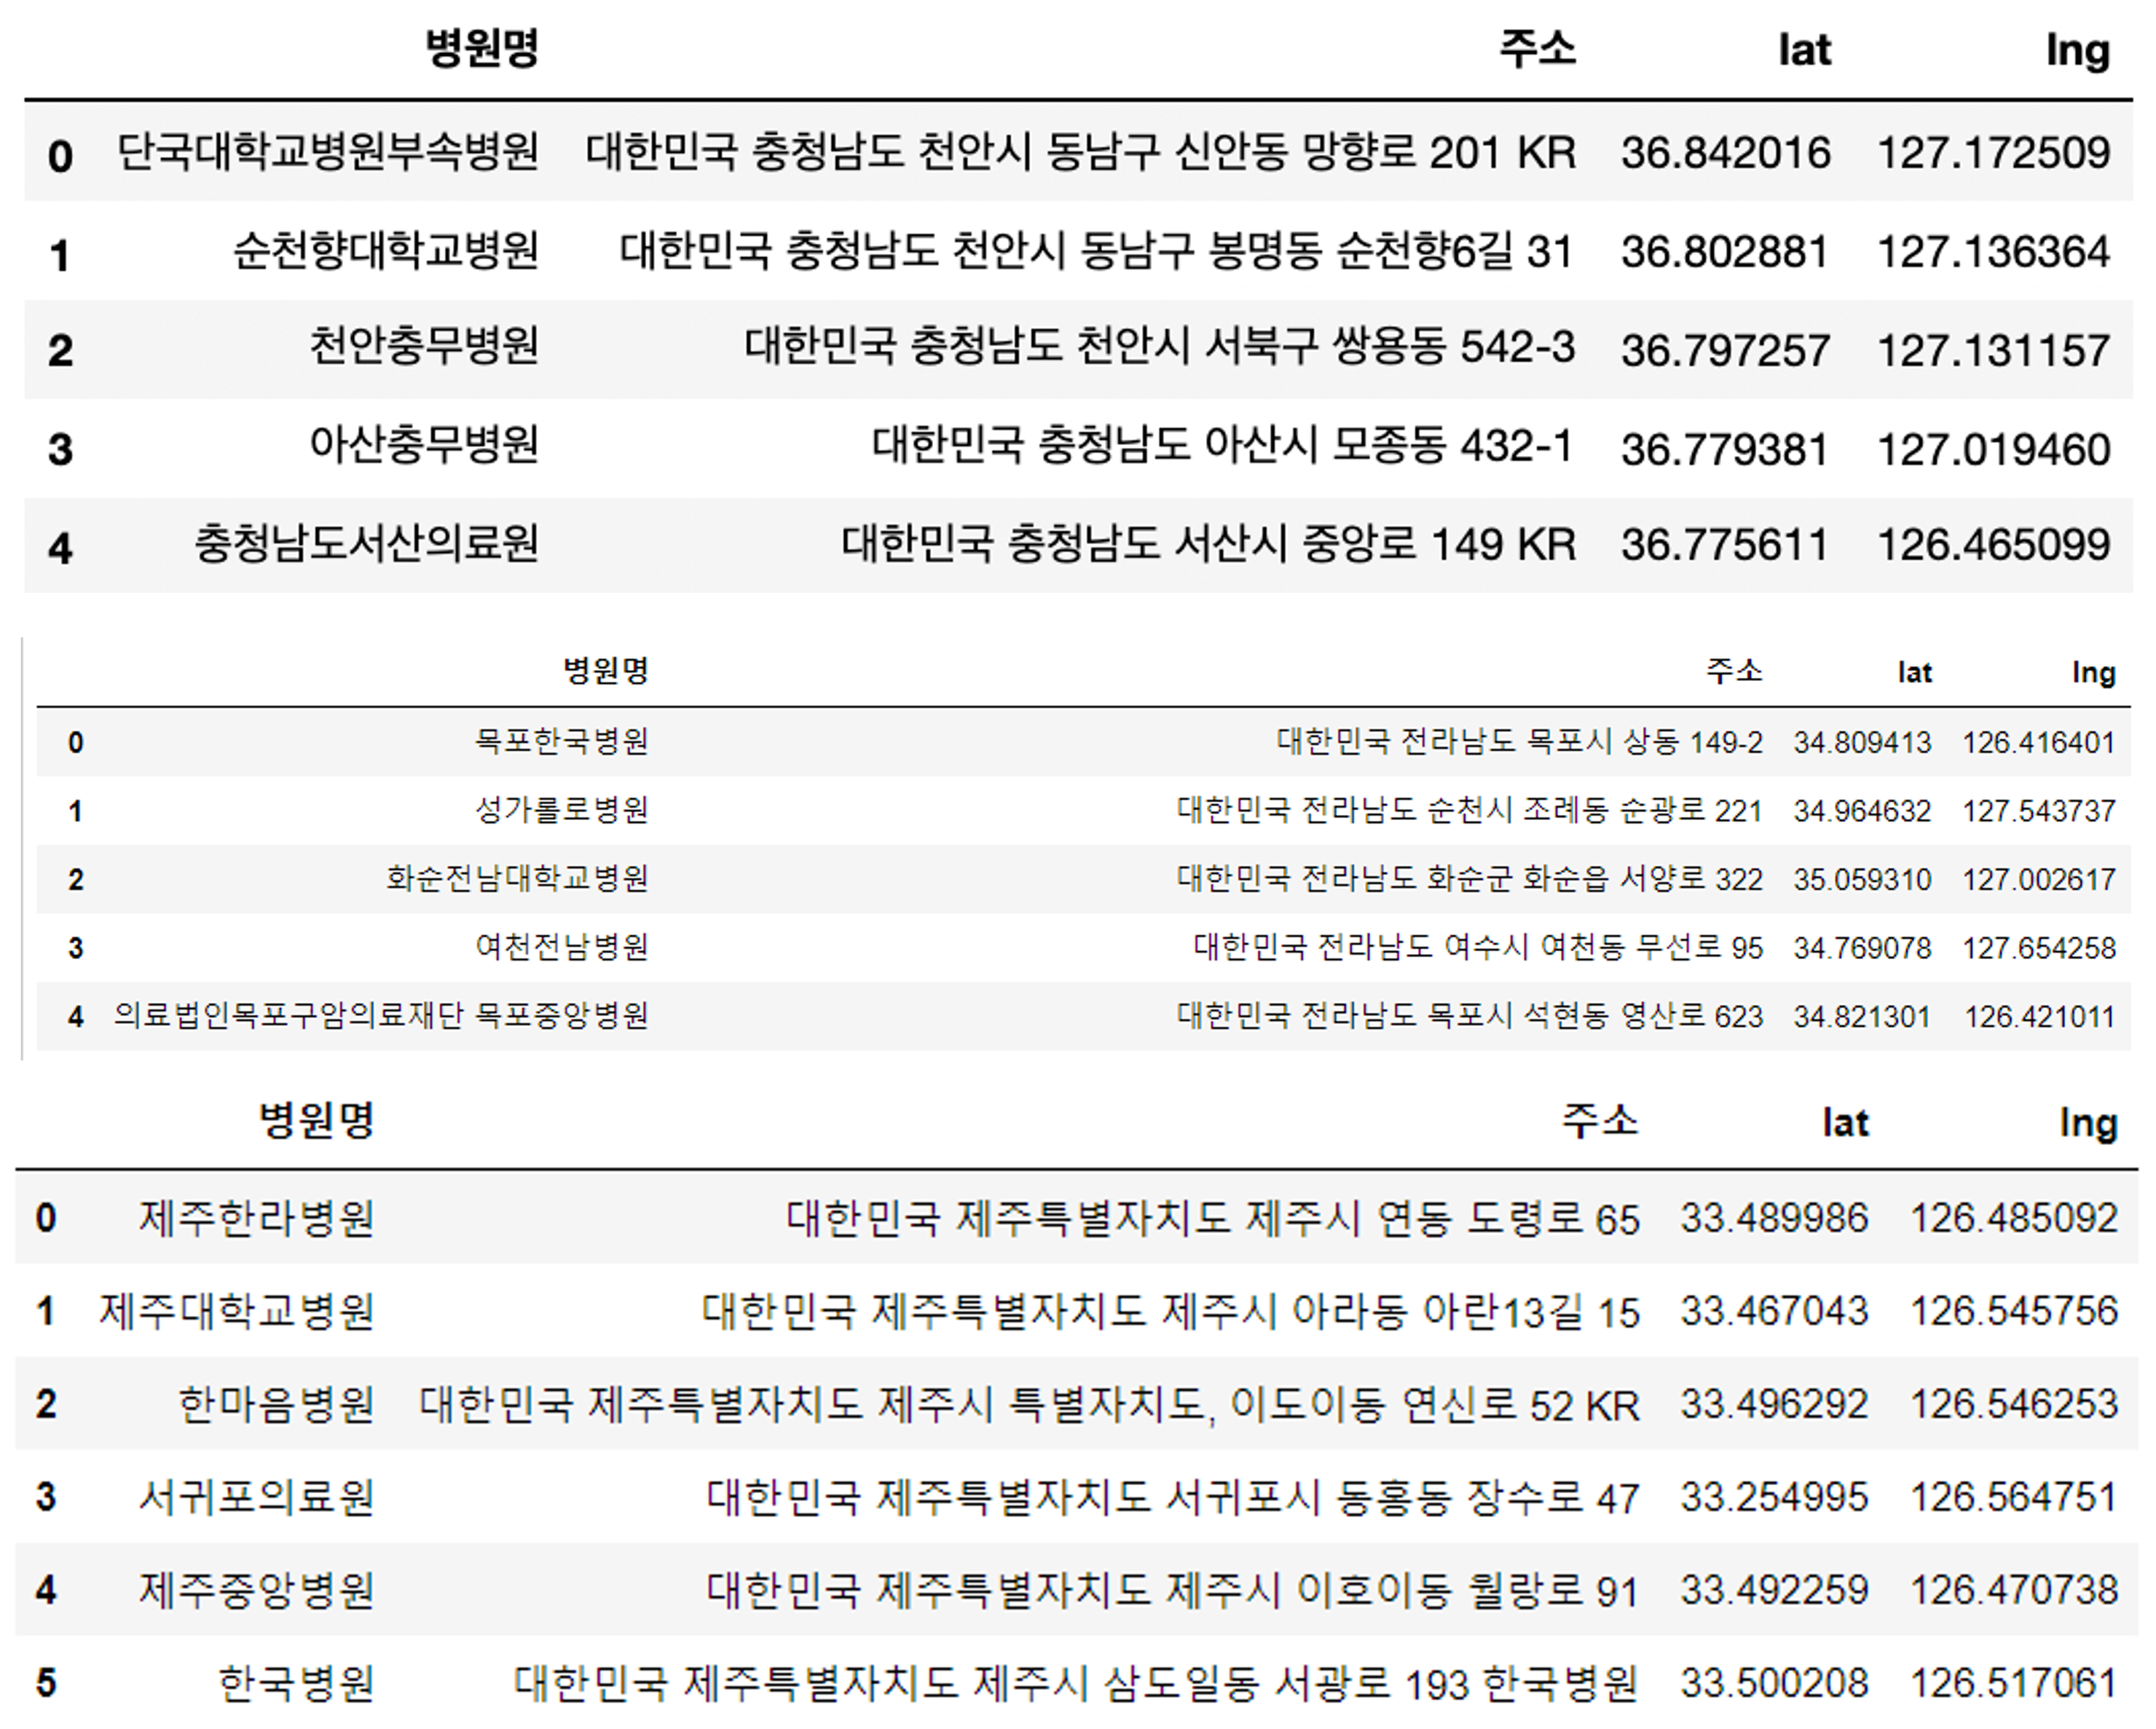 병원명 주소 lat lng
0 단국대학교병원부속병원 대한민국 충청남도 천안시 동남구 신안동 망향로 201 KR 36.842016 127.172509
1 순천향대학교병원 대한민국 충청남도 천안시 동남구 봉명동 순천향6길 31 36.802881 127.136364
2 천안충무병원 대한민국 충청남도 천안시 서북구 쌍용동 542-3 36.797257 127.131157
3 아산충무병원 대한민국 충청남도 아산시 모종동 432-1 36.779381 127.019460
4 충청남도서산의료원 대한민국 충청남도 서산시 중앙로 149 KR 36.775611 126.465099
병원명 주소 lat lng
0 목포한국병원 대한민국 전라남도 목포시 상동 149-2 34.809413 126.416401
1 성가롤로병원 대한민국 전라남도 순천시 조례동 순광로 221 34.964632 127.543737
2 화순전남대학교병원 대한민국 전라남도 화순군 화순읍 서양로 322 35.059310 127.002617
3 여천전남병원 대한민국 전라남도 여수시 여천동 무선로 95 34.769078 127.654258
4 의료법인목포구암의료재단 목포중앙병원 대한민국 전라남도 목포시 석현동 영산로 623 34.821301 126.421011
병원명 주소 lat lng
0 제주한라병원 대한민국 제주특별자치도 제주시 연동 도령로 65 33.489986 126.485092
1 제주대학교병원 대한민국 제주특별자치도 제주시 아라동 아란13길 15 33.467043 126.545756
2 한마음병원 대한민국 제주특별자치도 제주시 특별자치도, 이도이동 연신로 52 KR 33.496292 126.546253
3 서귀포의료원 대한민국 제주특별자치도 서귀포시 동홍동 장수로 47 33.254995 126.564751
4 제주중앙병원 대한민국 제주특별자치도 제주시 이호이동 월랑로 91 33.492259 126.470738
5 한국병원 대한민국 제주특별자치도 제주시 삼도일동 서광로 193 한국병원 33.500208 126.517061